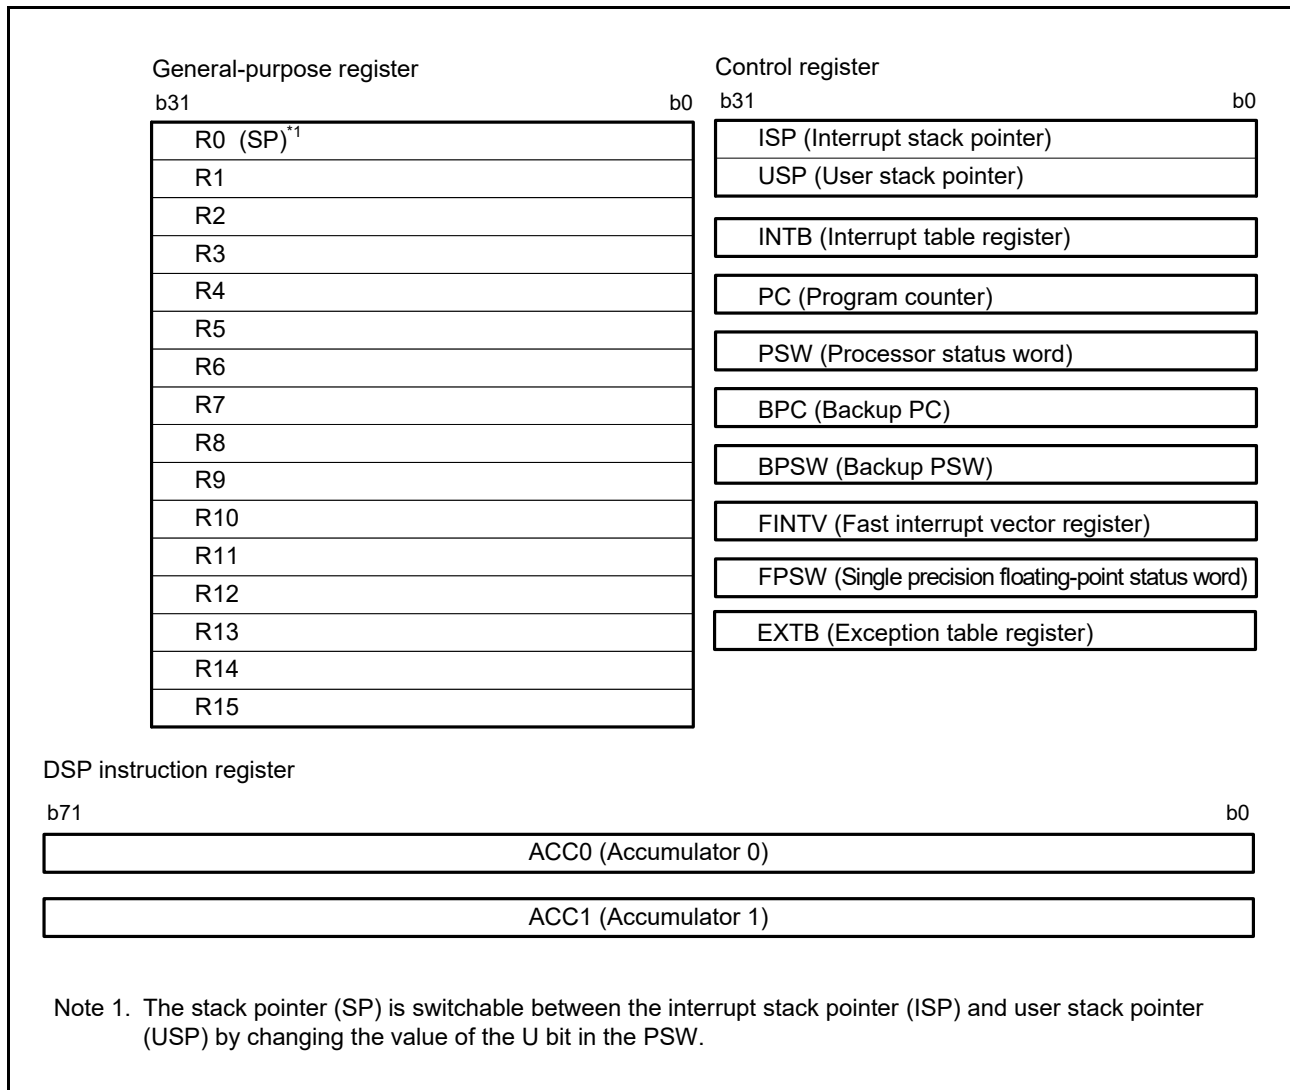 General-purpose register
b31 b0
R0 (SP)*1
R1
R2
R3
R4
R5
R6
R7
R8
R9
R10
R11
R12
R13
R14
R15
Control register
b31 b0
ISP (Interrupt stack pointer)
USP (User stack pointer)
INTB (Interrupt table register)
PC (Program counter)
PSW (Processor status word)
BPC (Backup PC)
BPSW (Backup PSW)
FINTV (Fast interrupt vector register)
FPSW (Single precision floating-point status word)
EXTB (Exception table register)
DSP instruction register
b71 b0
ACC0 (Accumulator 0)
ACC1 (Accumulator 1)
Note 1. The stack pointer (SP) is switchable between the interrupt stack pointer (ISP) and user stack pointer
(USP) by changing the value of the U bit in the PSW.